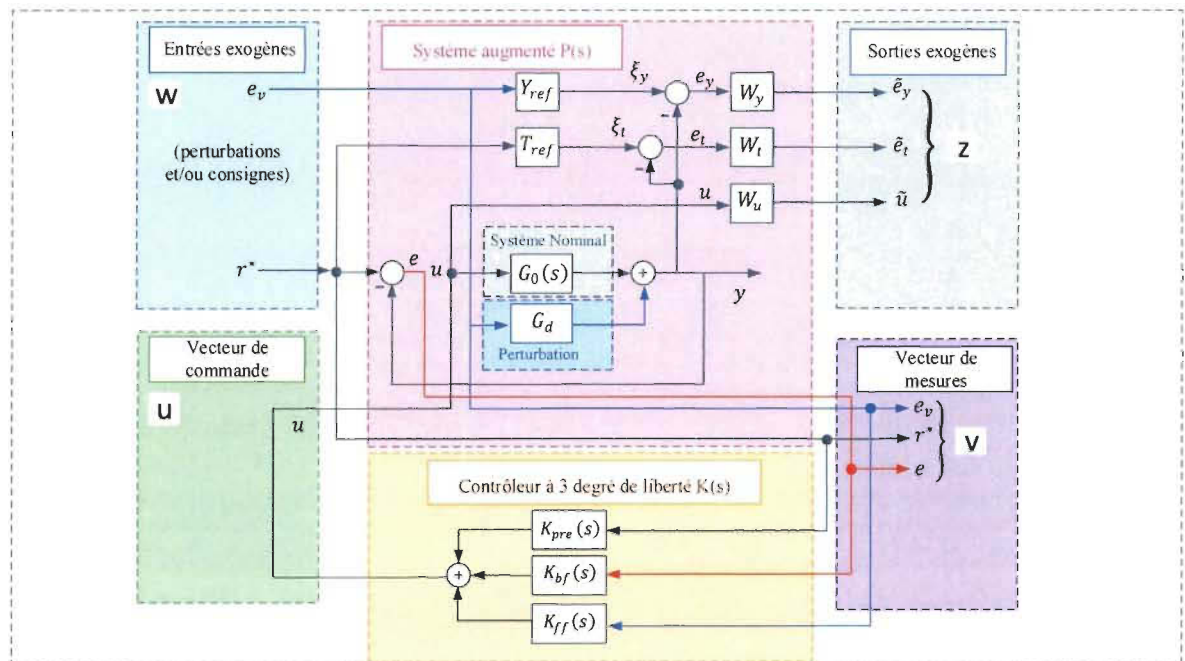 Entrées exogènes
w
e_v
(perturbations
et/ou consignes)
r*
Système augmenté P(s)
Y_ref
ξ_y
e_y
W_y
T_ref
ξ_t
e_t
W_t
u
W_u
Système Nominal
e
u
G_0(s)
+
y
G_d
Perturbation
-
-
-
Sorties exogènes
ẽ_y
ẽ_t
z
ũ
Vecteur de
commande
u
u
Vecteur de
mesures
e_v
r*
v
e
Contrôleur à 3 degré de liberté K(s)
K_pre(s)
+
K_bf(s)
K_ff(s)